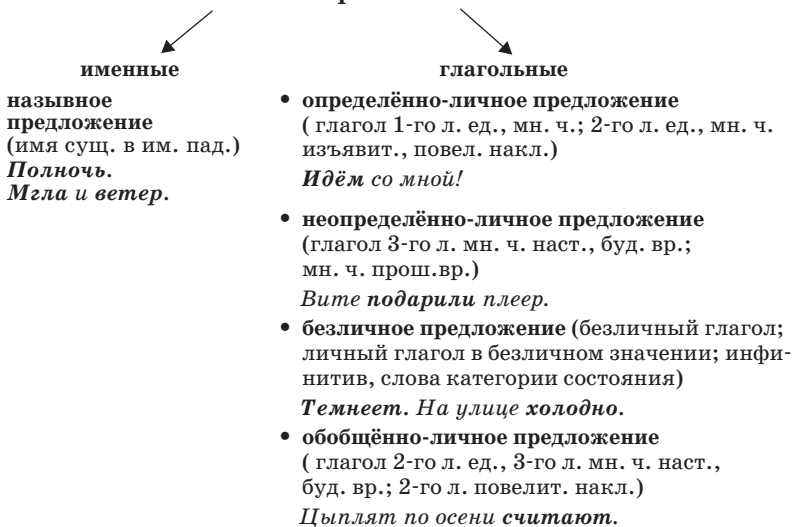 именные
называное
предложение
(имя сущ. в им. пад.)
Полночь.
Мгла и ветер.
глагольные
• определённо-личное предложение
( глагол 1-го л. ед., мн. ч.; 2-го л. ед., мн. ч.
изъявит., повел. накл.)
Идём со мной!
• неопределённо-личное предложение
(глагол 3-го л. мн. ч. наст., буд. вр.;
мн. ч. прош.вр.)
Вите подарили плеер.
• безличное предложение (безличный глагол;
личный глагол в безличном значении; инфи-
нитив, слова категории состояния)
Темнеет. На улице холодно.
• обобщённо-личное предложение
( глагол 2-го л. ед., 3-го л. мн. ч. наст.,
буд. вр.; 2-го л. повелит. накл.)
Цыплят по осени считают.